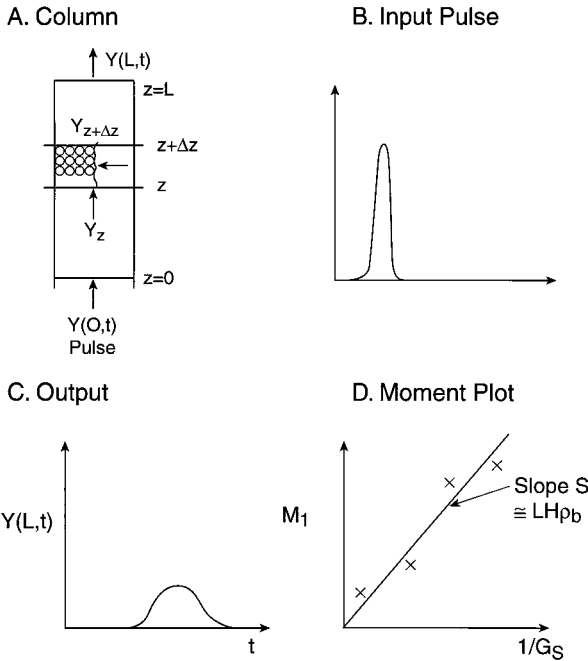 A. Column
Y(L,t)
z=L
Yz+Δz
z+Δz
z
Yz
z=0
Y(O,t)
Pulse
B. Input Pulse
C. Output
Y(L,t)
t
D. Moment Plot
M1
Slope S
≅ LHρb
1/GS